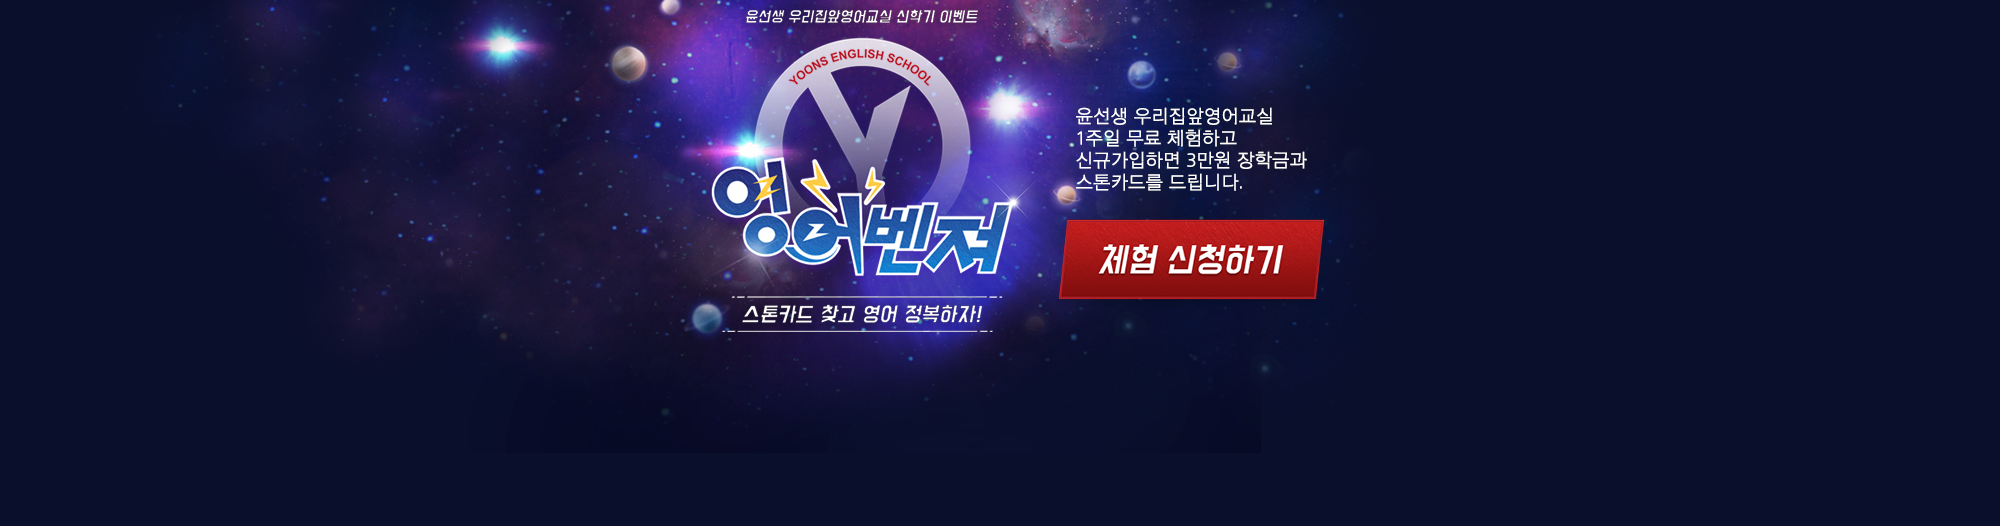 윤선생 우리집앞영어교실 신학기 이벤트
YOONS ENGLISH SCHOOL
영어벤져
스톤카드 찾고 영어 정복하자!
윤선생 우리집앞영어교실
1주일 무료 체험하고
신규가입하면 3만원 장학금과
스톤카드를 드립니다.
체험 신청하기